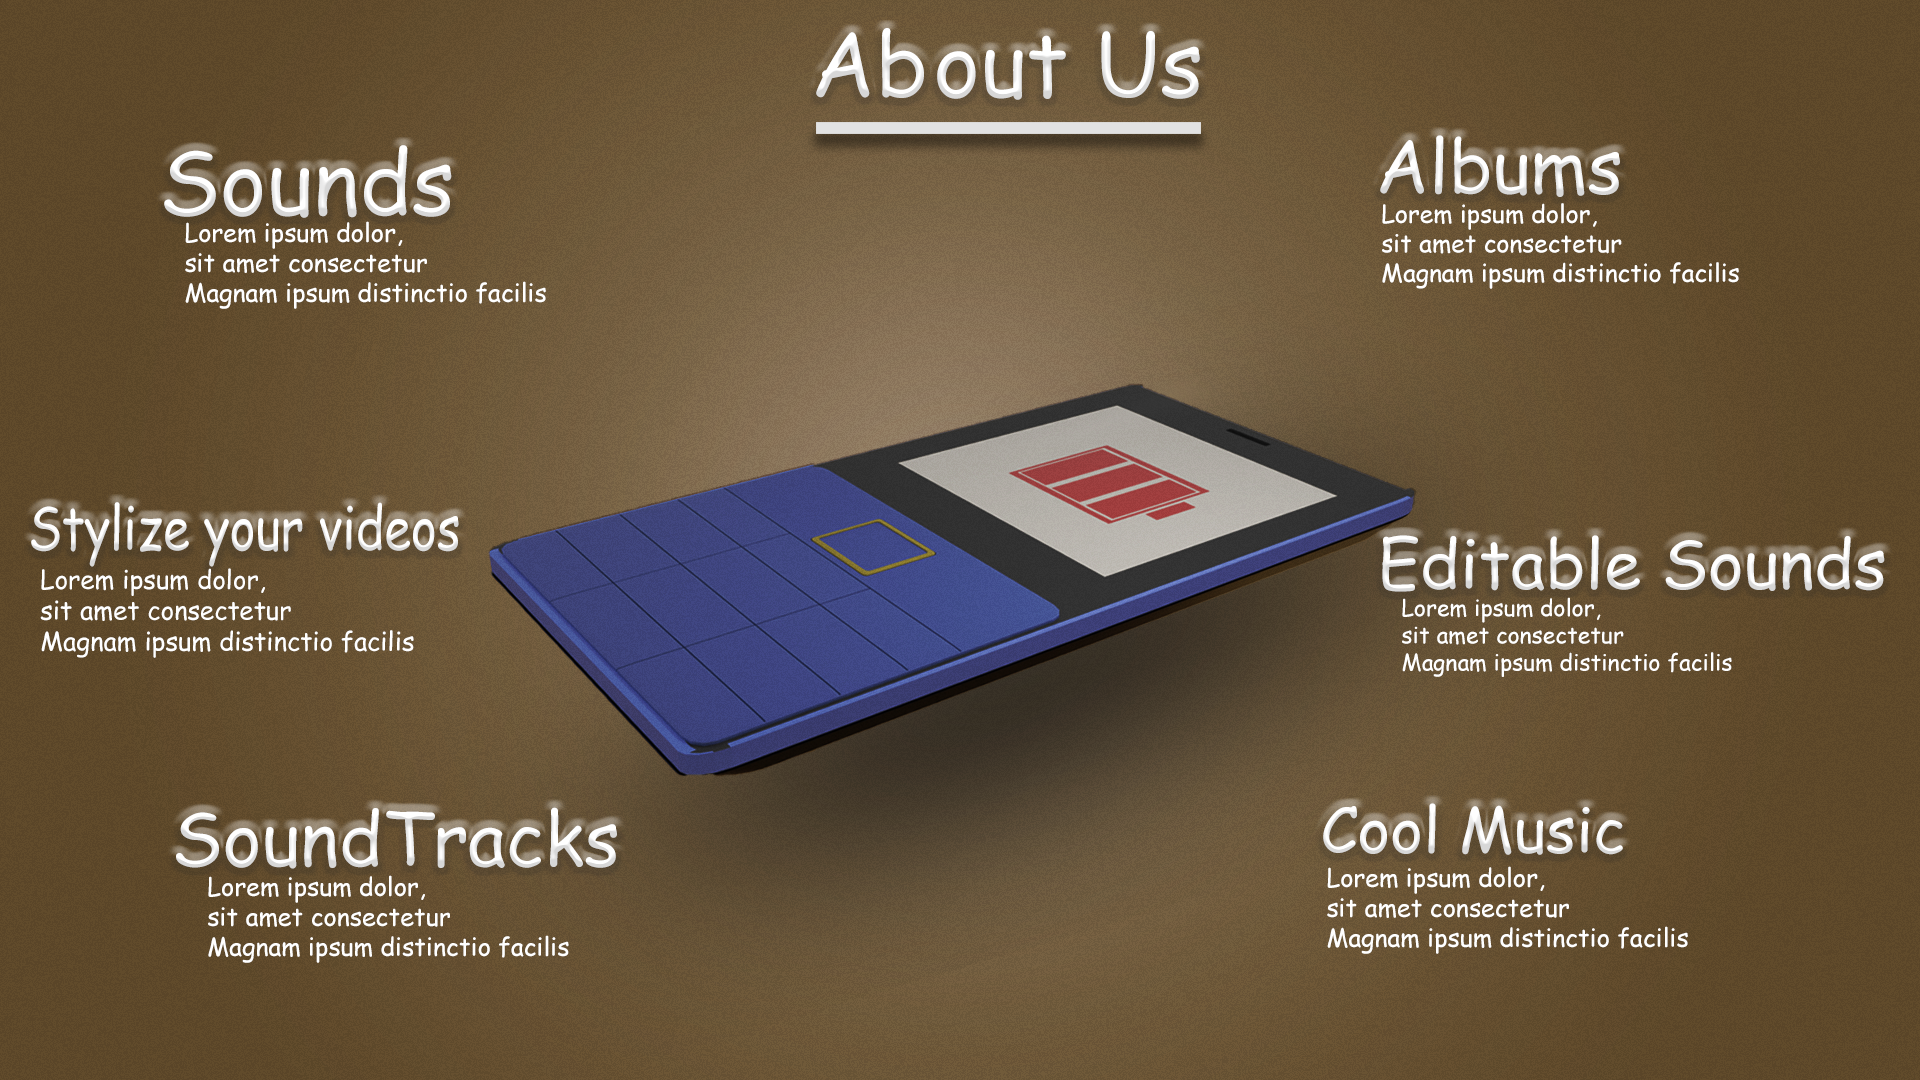 About Us
Sounds
Lorem ipsum dolor,
sit amet consectetur
Magnam ipsum distinctio facilis
Albums
Lorem ipsum dolor,
sit amet consectetur
Magnam ipsum distinctio facilis
Stylize your videos
Lorem ipsum dolor,
sit amet consectetur
Magnam ipsum distinctio facilis
Editable Sounds
Lorem ipsum dolor,
sit amet consectetur
Magnam ipsum distinctio facilis
SoundTracks
Lorem ipsum dolor,
sit amet consectetur
Magnam ipsum distinctio facilis
Cool Music
Lorem ipsum dolor,
sit amet consectetur
Magnam ipsum distinctio facilis